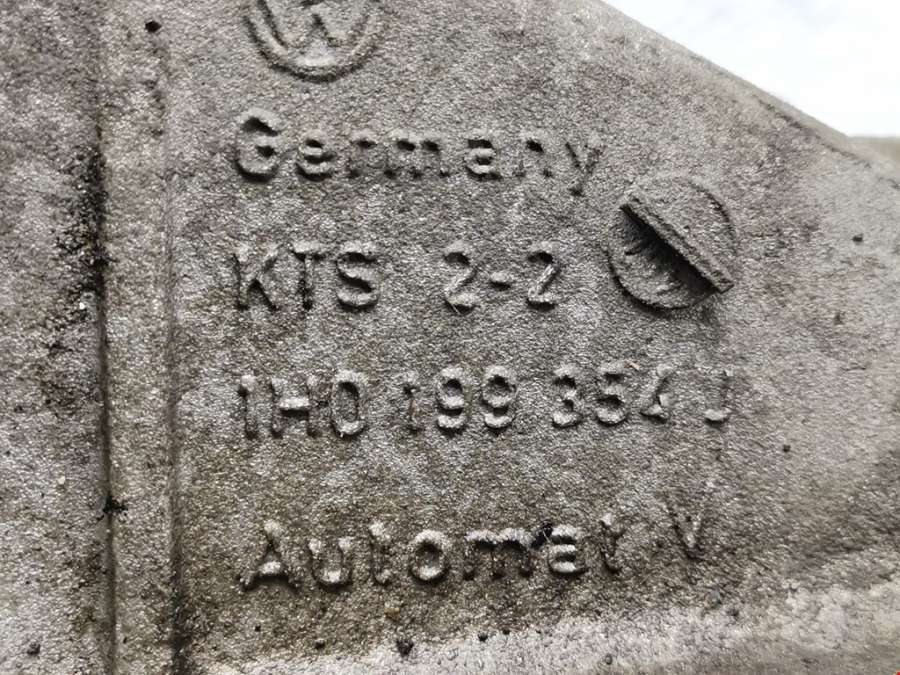 Germany
KTS 2-2
1H0 199 354 J
Automat V